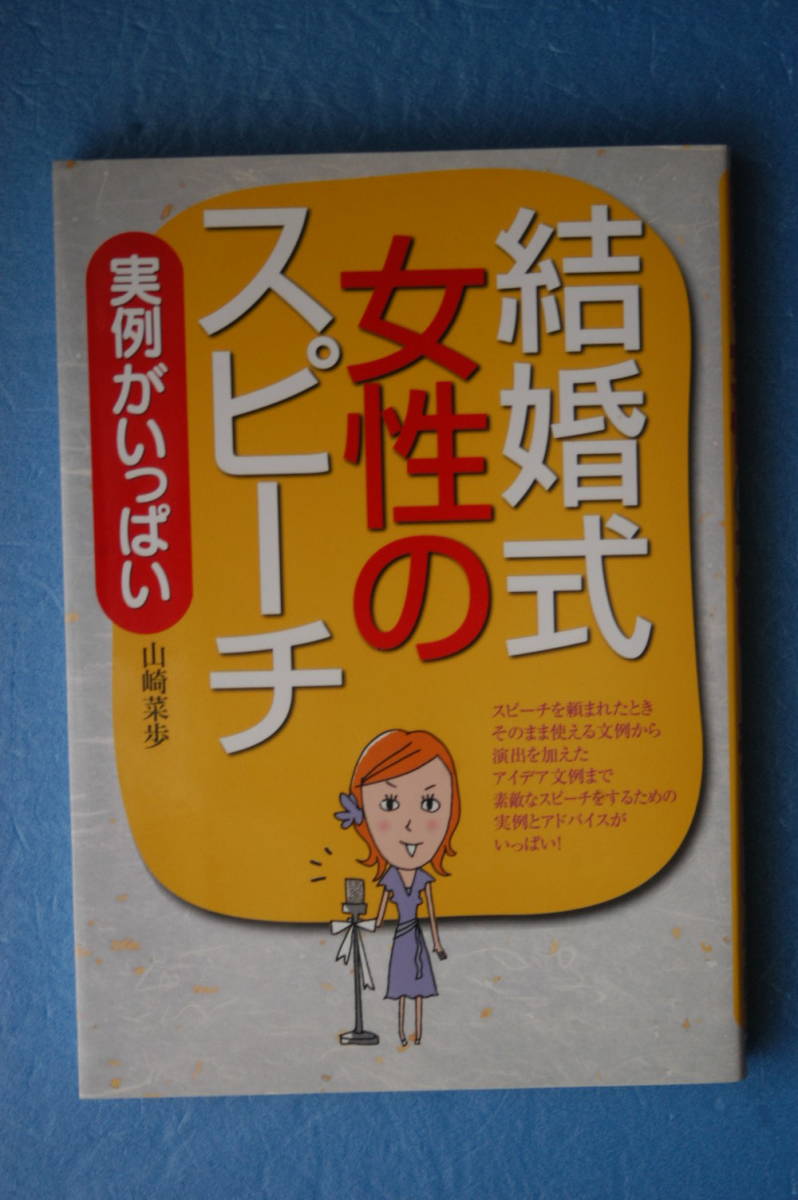 結婚式
女性の
スピーチ
実例がいっぱい
山崎菜歩
スピーチを頼まれたとき
そのまま使える文例から
演出を加えた
アイデア文例まで
素敵なスピーチをするための
実例とアドバイスが
いっぱい！